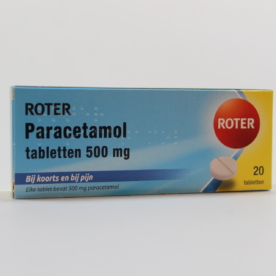 ROTER
Paracetamol
tabletten 500 mg
Bij koorts en bij pijn
Elke tablet bevat 500 mg paracetamol
ROTER
20
tabletten